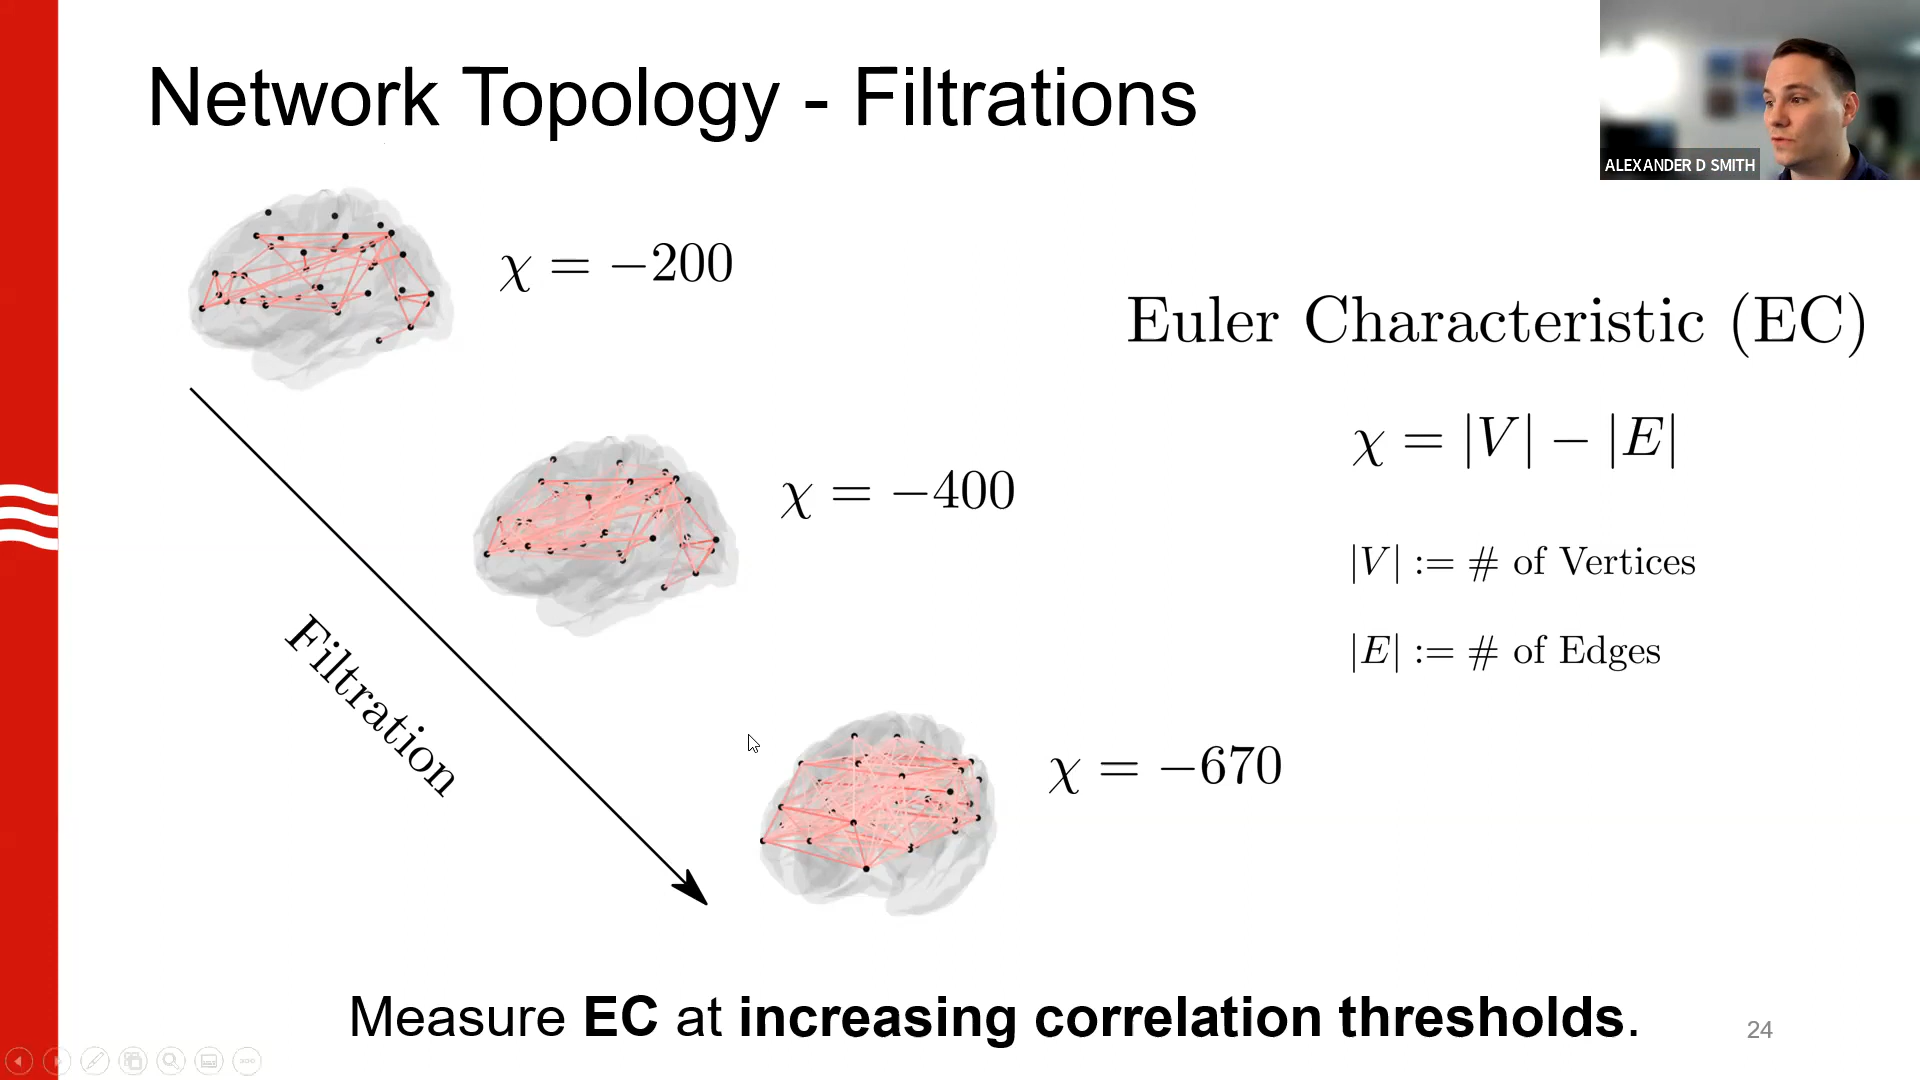 Network Topology - Filtrations
ALEXANDER D SMITH
χ = −200
Euler Characteristic (EC)
χ = |V| − |E|
χ = −400
|V| := # of Vertices
|E| := # of Edges
Filtration
χ = −670
Measure EC at increasing correlation thresholds.
24